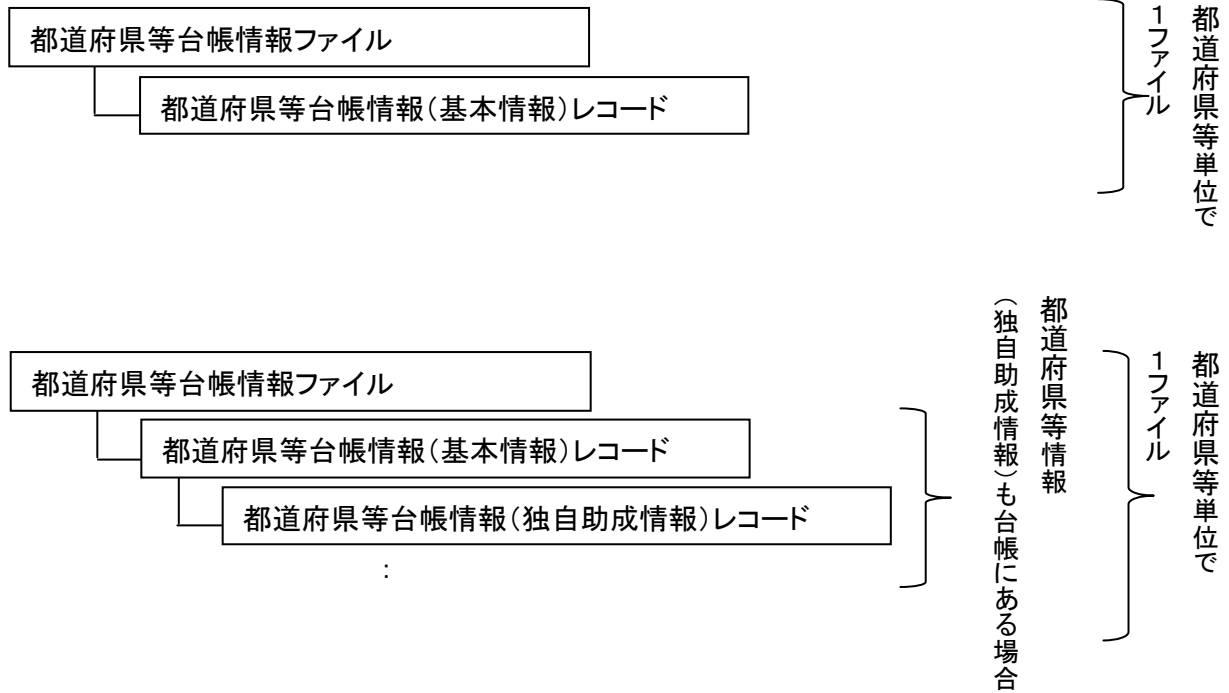 都道府県等台帳情報ファイル
都道府県等台帳情報（基本情報）レコード
都道府県等単位で
１ファイル
都道府県等台帳情報ファイル
都道府県等台帳情報（基本情報）レコード
都道府県等台帳情報（独自助成情報）レコード
：
都道府県等情報
（独自助成情報）も台帳にある場合
都道府県等単位で
１ファイル